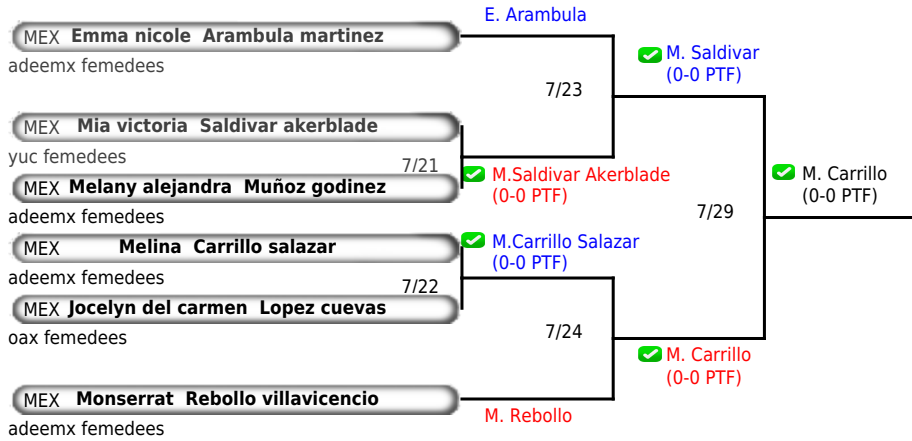 E. Arambula
MEX Emma nicole Arambula martinez
adeemx femedees
M. Saldivar
(0-0 PTF)
7/23
MEX Mia victoria Saldivar akerblade
yuc femedees
7/21
M.Saldivar Akerblade
(0-0 PTF)
MEX Melany alejandra Muñoz godinez
adeemx femedees
M. Carrillo
(0-0 PTF)
7/29
MEX Melina Carrillo salazar
adeemx femedees
M.Carrillo Salazar
(0-0 PTF)
7/22
MEX Jocelyn del carmen Lopez cuevas
oax femedees
7/24
M. Carrillo
(0-0 PTF)
MEX Monserrat Rebollo villavicencio
adeemx femedees
M. Rebollo